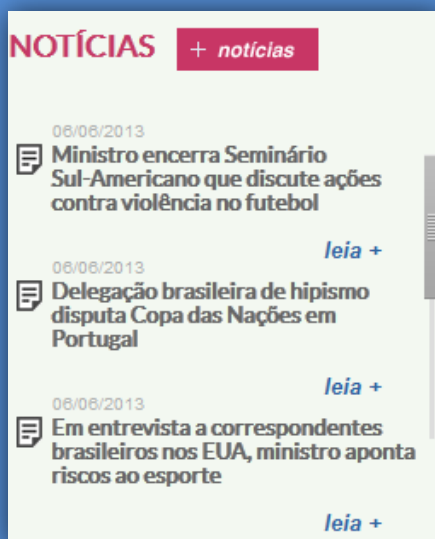 NOTÍCIAS + notícias
06/06/2013
Ministro encerra Seminário
Sul-Americano que discute ações
contra violência no futebol
leia +
06/06/2013
Delegação brasileira de hipismo
disputa Copa das Nações em
Portugal
leia +
06/06/2013
Em entrevista a correspondentes
brasileiros nos EUA, ministro aponta
riscos ao esporte
leia +